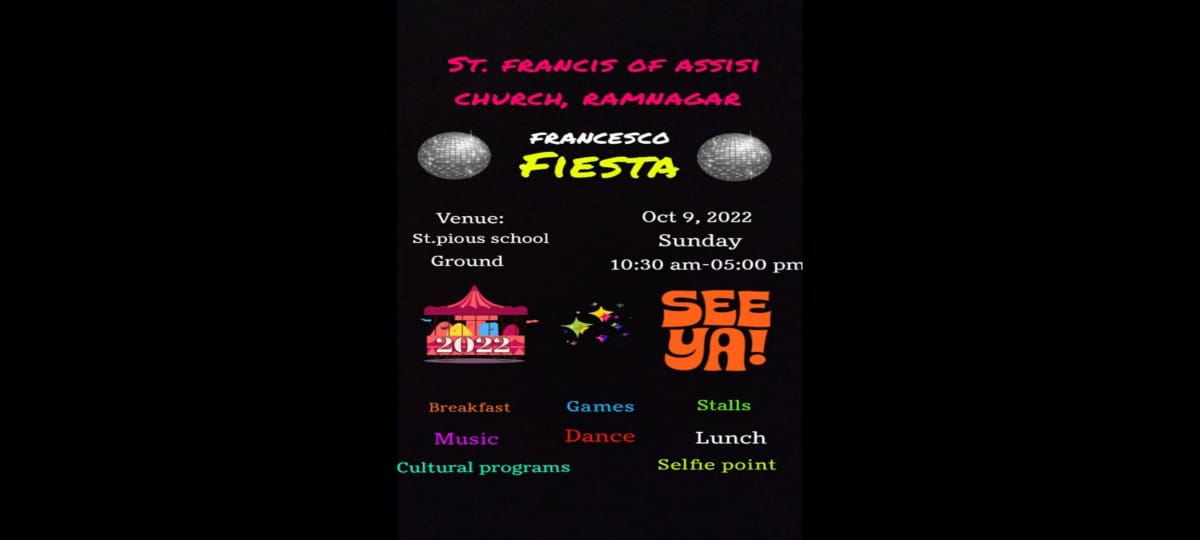 St. francis of assisi
church, ramnagar
francesco
Fiesta
Venue:
St.pious school
Ground
Oct 9, 2022
Sunday
10:30 am-05:00 pm
2022
SEE
YA!
Breakfast
Games
Stalls
Music
Dance
Lunch
Cultural programs
Selfie point